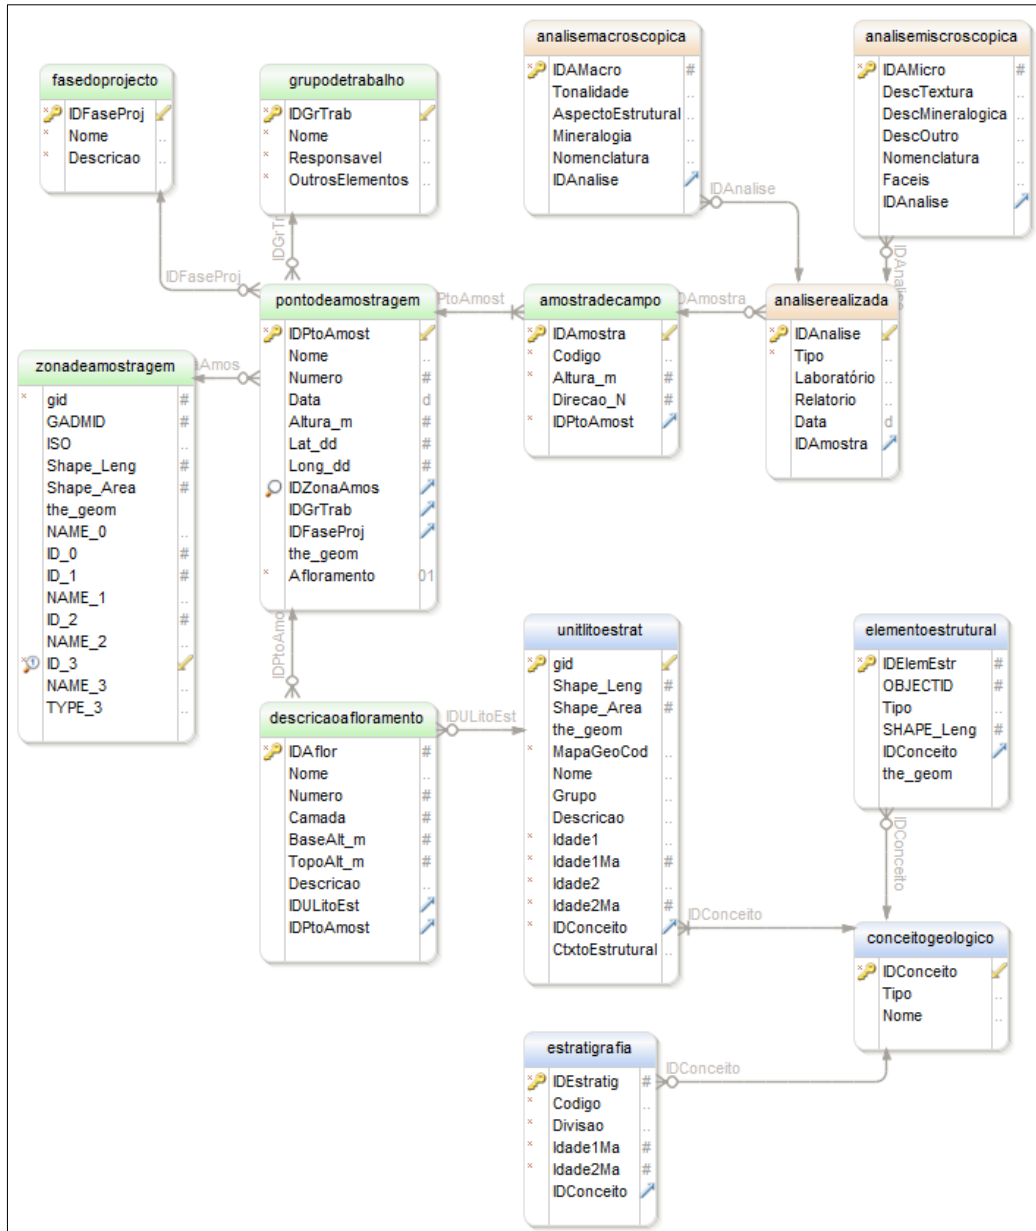 fasedoprojecto
IDFaseProj
Nome
..
Descricao
..
grupodetrabalho
IDGrTrab
Nome
..
Responsavel
..
OutrosElementos
..
analisemacroscopica
IDAMacro
#
Tonalidade
..
AspectoEstrutural
..
Mineralogia
..
Nomenclatura
..
IDAnalise
analisemiscroscopica
IDAMicro
#
DescTextura
..
DescMineralogica
..
DescOutro
..
Nomenclatura
..
Faceis
..
IDAnalise
IDAnalise
IDAnalise
IDGrTr
IDFaseProj
pontodeamostragem
IDPtoAmost
Nome
..
Numero
#
Data
d
Altura_m
#
Lat_dd
#
Long_dd
#
IDZonaAmos
IDGrTrab
IDFaseProj
the_geom
Afloramento
01
PtoAmost
amostradecampo
IDAmostra
Codigo
..
Altura_m
#
Direcao_N
#
IDPtoAmost
DAmostra
analiserealizada
IDAnalise
Tipo
..
Laboratório
..
Relatorio
..
Data
d
IDAmostra
Amos
zonadeamostragem
gid
#
GADMID
#
ISO
..
Shape_Leng
#
Shape_Area
#
the_geom
NAME_0
..
ID_0
#
ID_1
#
NAME_1
..
ID_2
#
NAME_2
..
ID_3
NAME_3
..
TYPE_3
..
IDPtoAmo
descricaoafloramento
IDAflor
#
Nome
..
Numero
#
Camada
#
BaseAlt_m
#
TopoAlt_m
#
Descricao
..
IDULitoEst
IDPtoAmost
IDULitoEst
unitlitoestrat
gid
Shape_Leng
#
Shape_Area
#
the_geom
MapaGeoCod
..
Nome
..
Grupo
..
Descricao
..
Idade1
..
Idade1Ma
#
Idade2
..
Idade2Ma
#
IDConceito
CtxtoEstrutural
..
elementoestrutural
IDElemEstr
#
OBJECTID
#
Tipo
..
SHAPE_Leng
#
IDConceito
the_geom
IDConceito
IDConceito
conceitogeologico
IDConceito
Tipo
..
Nome
..
estratigrafia
IDEstratig
#
Codigo
..
Divisao
..
Idade1Ma
#
Idade2Ma
#
IDConceito
IDConceito